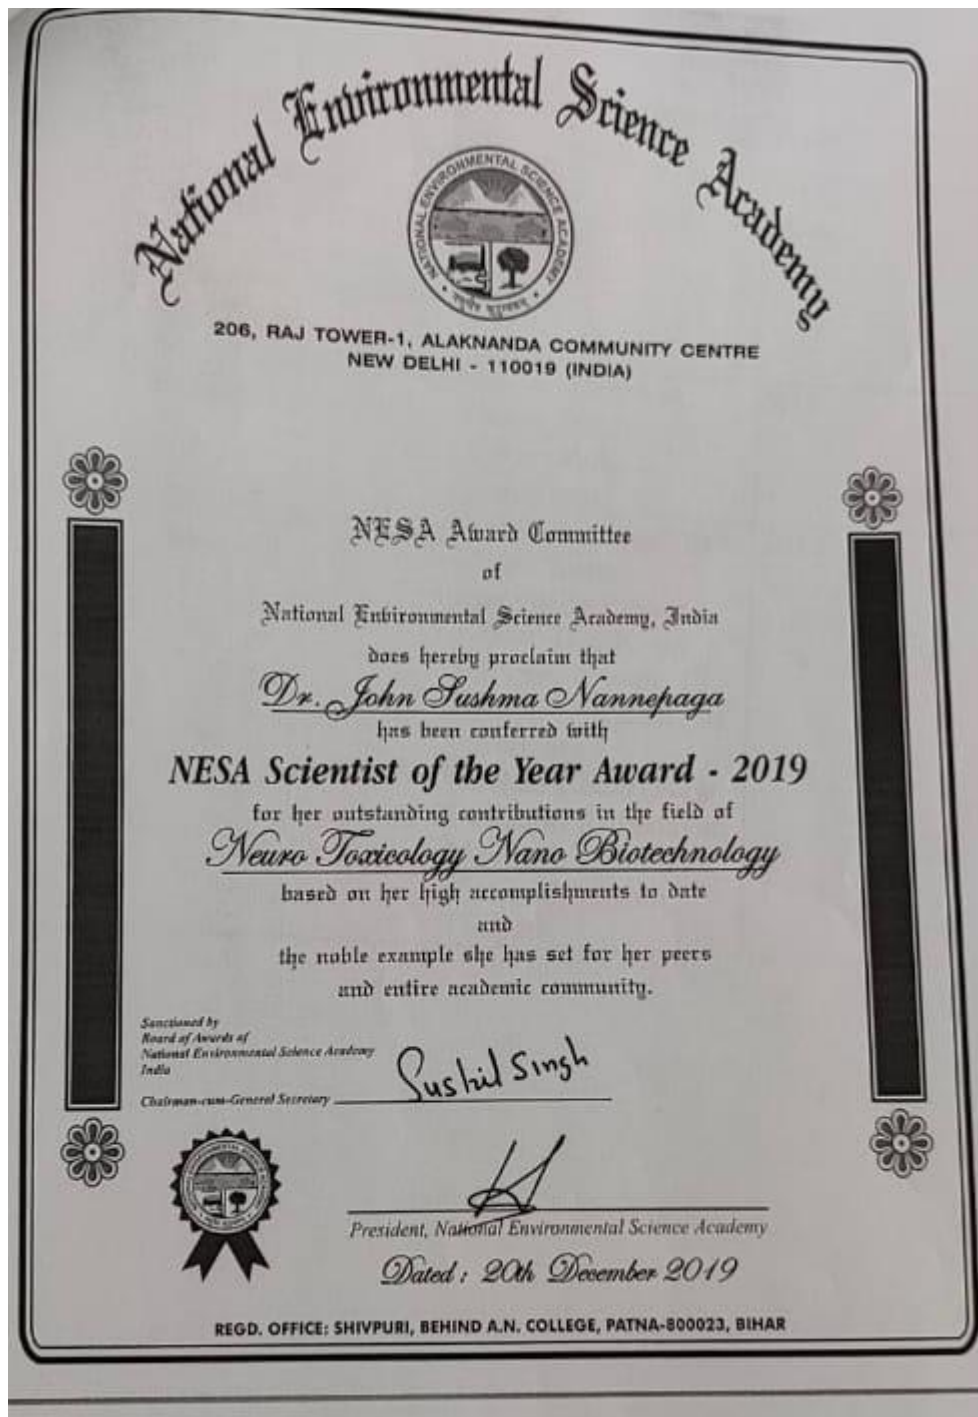 National Environmental Science Academy
NATIONAL ENVIRONMENTAL SCIENCE ACADEMY
206, RAJ TOWER-1, ALAKNANDA COMMUNITY CENTRE
NEW DELHI - 110019 (INDIA)
NESA Award Committee
of
National Environmental Science Academy, India
does hereby proclaim that
Dr. John Sushma Nannepaga
has been conferred with
NESA Scientist of the Year Award - 2019
for her outstanding contributions in the field of
Neuro Toxicology Nano Biotechnology
based on her high accomplishments to date
and
the noble example she has set for her peers
and entire academic community.
Sanctioned by
Board of Awards of
National Environmental Science Academy
India
Chairman-cum-General Secretary
Sushil Singh
President, National Environmental Science Academy
Dated : 20th December 2019
REGD. OFFICE: SHIVPURI, BEHIND A.N. COLLEGE, PATNA-800023, BIHAR